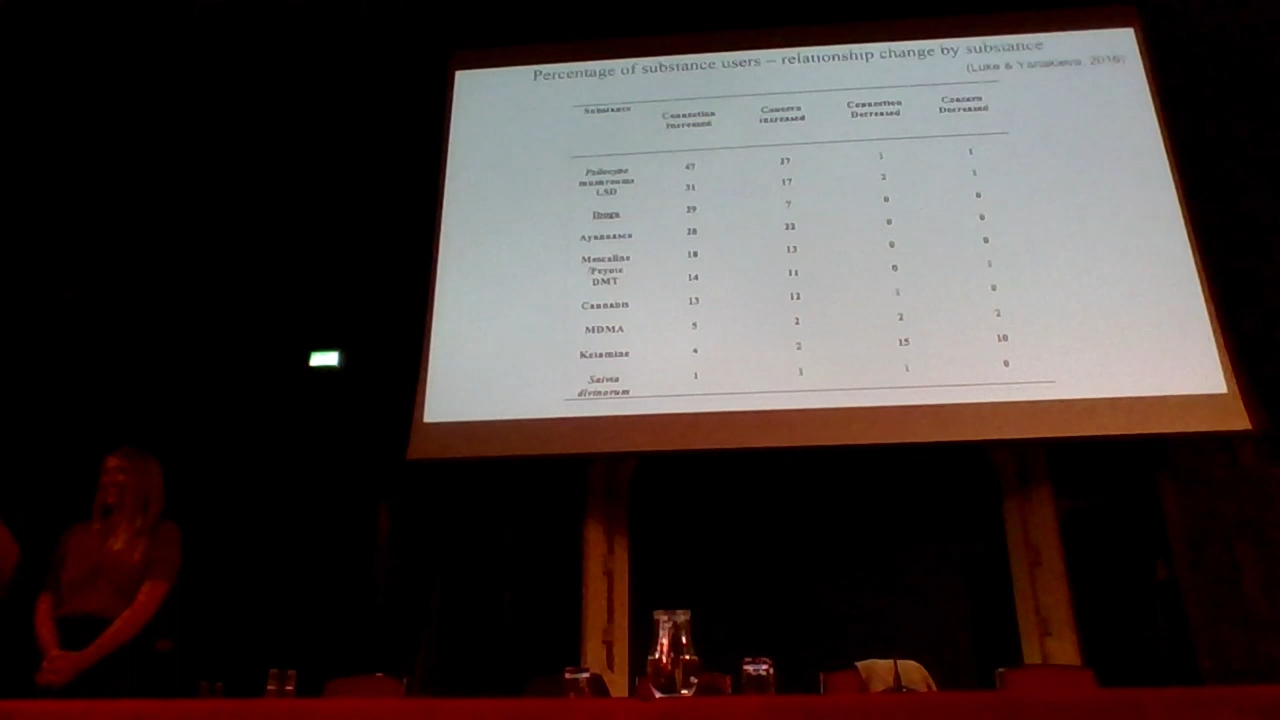 Percentage of substance users – relationship change by substance
(Luke & Yanakieva, 2016)
Substance Connection Increased Concern increased Connection Decreased Concern Decreased
Psilocybe mushrooms 47 27 1 1
LSD 31 17 2 1
Iboga 29 7 0 0
Ayahuasca 28 22 0 0
Mescaline /Peyote 18 13 0 0
DMT 14 11 0 1
Cannabis 13 12 1 0
MDMA 5 2 2 2
Ketamine 4 2 15 10
Salvia divinorum 1 1 1 0